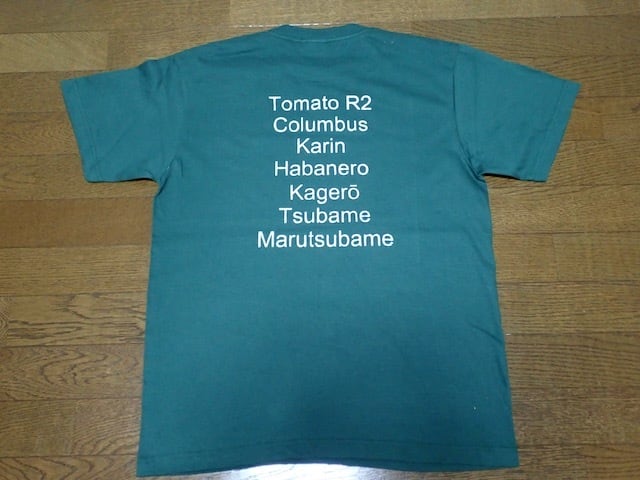 Tomato R2
Columbus
Karin
Habanero
Kagerō
Tsubame
Marutsubame